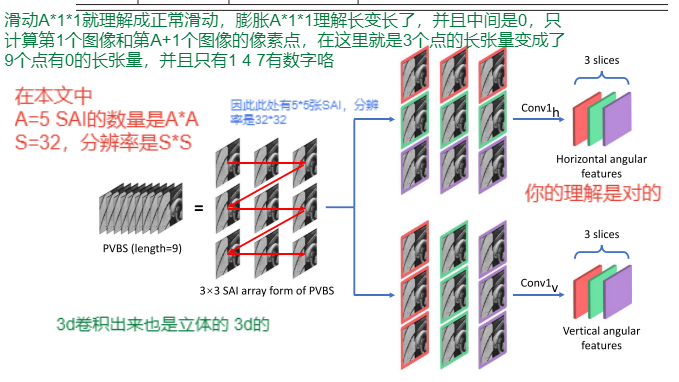 滑动A*1*1就理解成正常滑动，膨胀A*1*1理解长变长了，并且中间是0，只
计算第1个图像和第A+1个图像的像素点，在这里就是3个点的长张量变成了
9个点有0的长张量，并且只有1 4 7有数字咯
在本文中
A=5 SAI的数量是A*A
S=32，分辨率是S*S
因此此处有5*5张SAI，分辨
率是32*32
PVBS (length=9)
=
3×3 SAI array form of PVBS
Conv1h
3 slices
Horizontal angular
features
你的理解是对的
Conv1v
3 slices
Vertical angular
features
3d卷积出来也是立体的 3d的